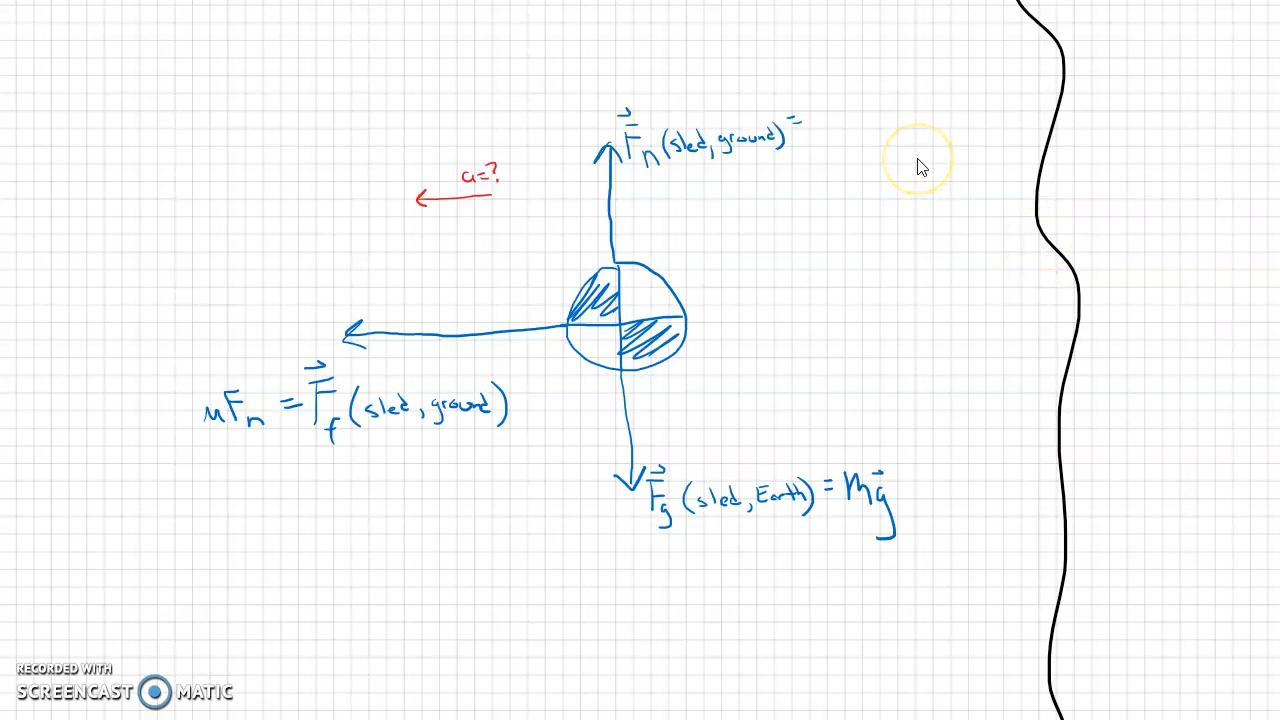 F⃗n (sled, ground) =
a=?
μFn = F⃗f (sled, ground)
F⃗g (sled, Earth) = mg⃗
RECORDED WITH
SCREENCAST MATIC